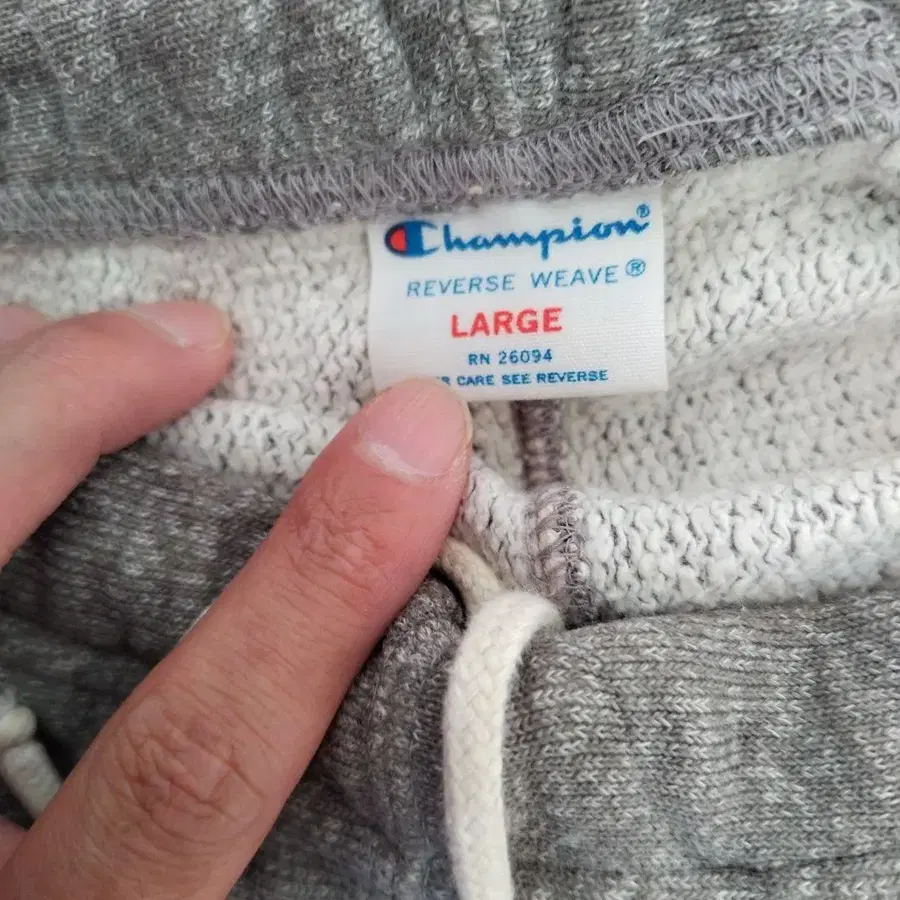 Champion®
REVERSE WEAVE®
LARGE
RN 26094
CARE SEE REVERSE